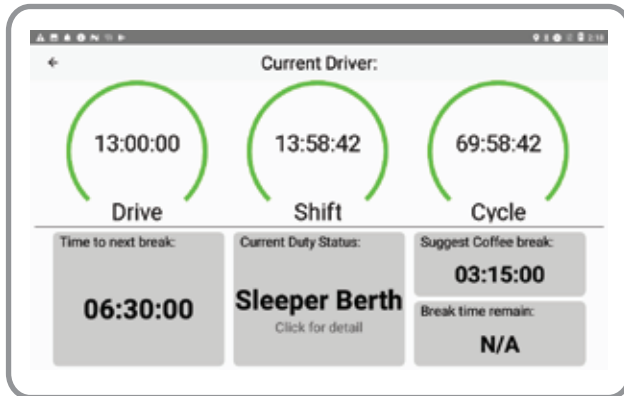 2:18
Current Driver:
13:00:00
13:58:42
69:58:42
Drive
Shift
Cycle
Time to next break:
Current Duty Status:
Suggest Coffee break:
03:15:00
06:30:00
Sleeper Berth
Click for detail
Break time remain:
N/A